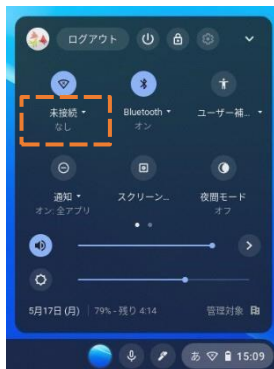 ログアウト
未接続
なし
Bluetooth
オン
ユーザー補..
通知
オン: 全アプリ
スクリーン...
夜間モード
オフ
5月17日 (月)
79% - 残り 4:14
管理対象
あ
15:09